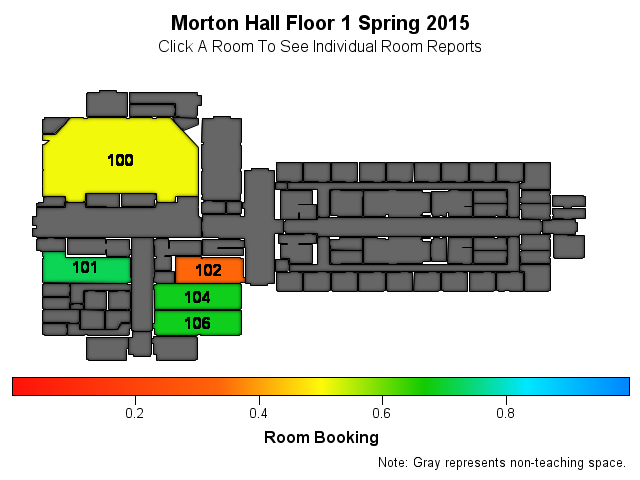 Morton Hall Floor 1 Spring 2015
Click A Room To See Individual Room Reports
100
101
102
104
106
0.2 0.4 0.6 0.8
Room Booking
Note: Gray represents non-teaching space.